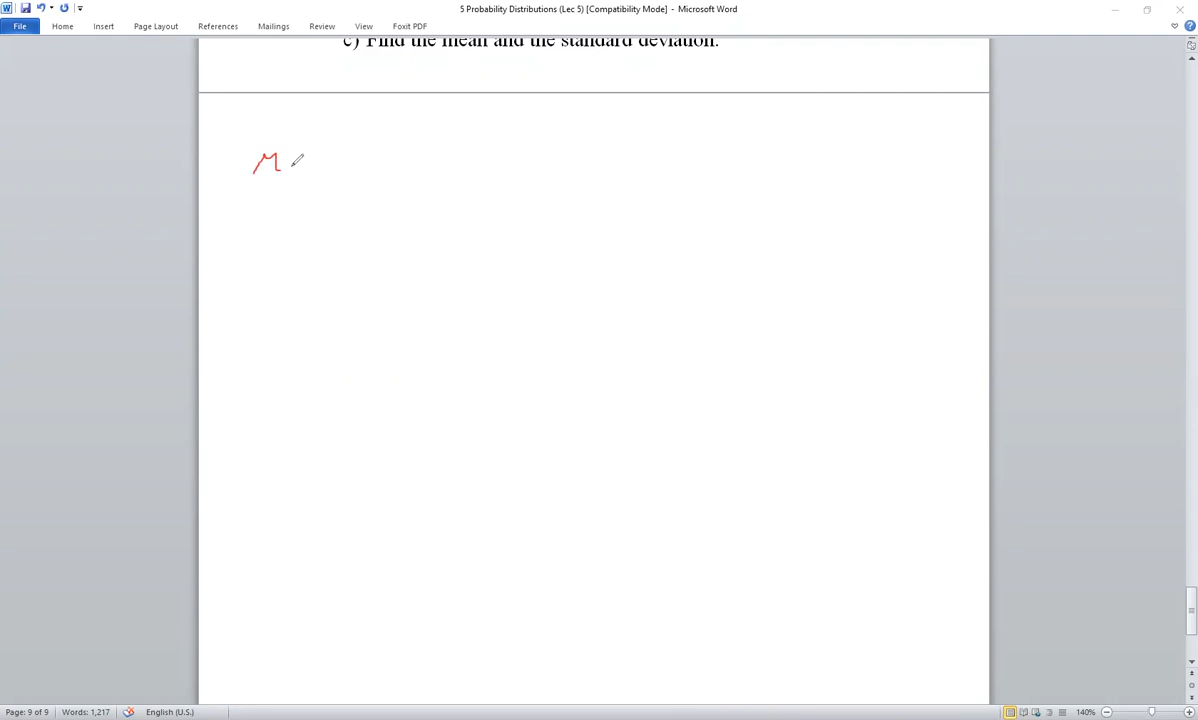 5 Probability Distributions (Lec 5) [Compatibility Mode] - Microsoft Word
File Home Insert Page Layout References Mailings Review View Foxit PDF
c) Find the mean and the standard deviation.
μ
Page: 9 of 9 Words: 1,217 English (U.S.) 140%